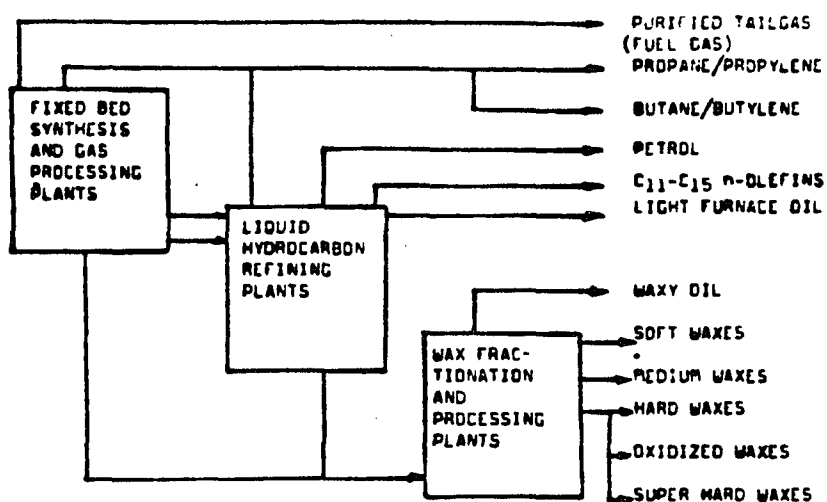 PURIFIED TAILGAS
(FUEL GAS)
PROPANE/PROPYLENE
BUTANE/BUTYLENE
PETROL
C11-C15 n-OLEFINS
LIGHT FURNACE OIL
FIXED BED
SYNTHESIS
AND GAS
PROCESSING
PLANTS
LIQUID
HYDROCARBON
REFINING
PLANTS
WAXY OIL
SOFT WAXES
MEDIUM WAXES
HARD WAXES
OXIDIZED WAXES
SUPER HARD WAXES
WAX FRAC-
TIONATION
AND
PROCESSING
PLANTS